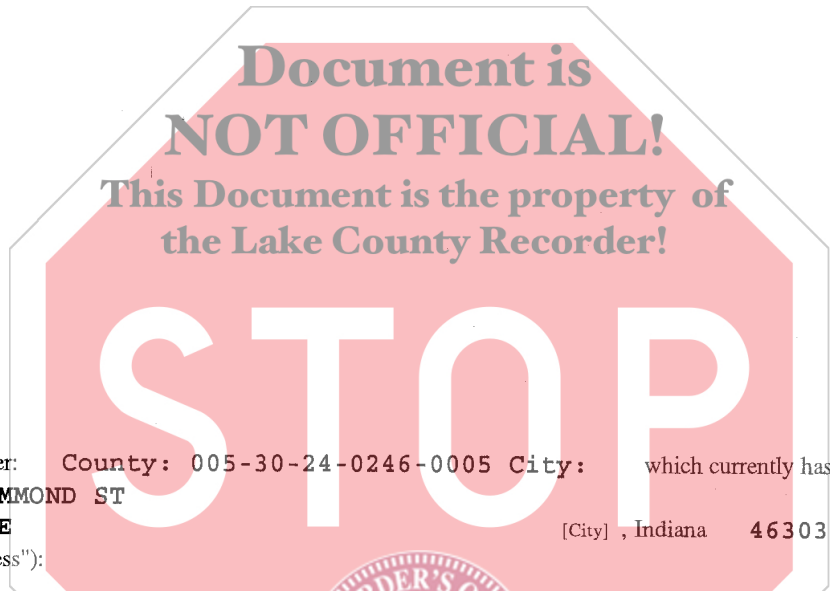 Document is
NOT OFFICIAL!
This Document is the property of
the Lake County Recorder!
STOP
er: County: 005-30-24-0246-0005 City: which currently has
MMOND ST
E [City] , Indiana 46303
ess"):
DER'S O